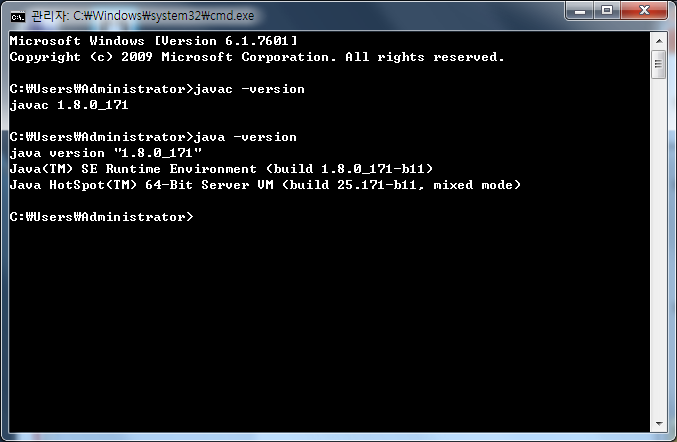 관리자: C:₩Windows₩system32₩cmd.exe
Microsoft Windows [Version 6.1.7601]
Copyright (c) 2009 Microsoft Corporation. All rights reserved.
C:₩Users₩Administrator>javac -version
javac 1.8.0_171
C:₩Users₩Administrator>java -version
java version "1.8.0_171"
Java(TM) SE Runtime Environment (build 1.8.0_171-b11)
Java HotSpot(TM) 64-Bit Server VM (build 25.171-b11, mixed mode)
C:₩Users₩Administrator>